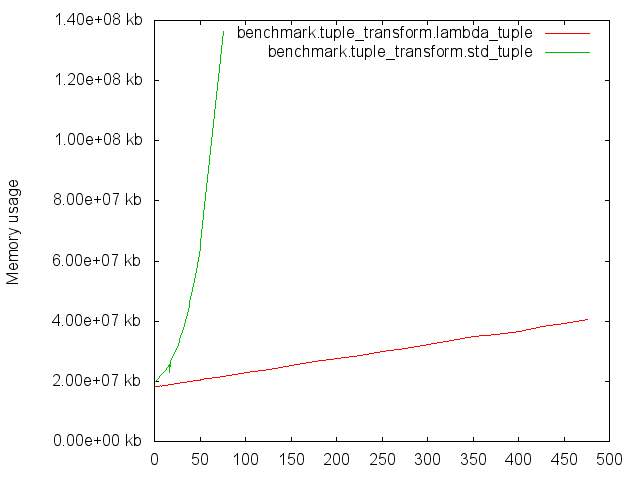 1.40e+08 kb
1.20e+08 kb
1.00e+08 kb
8.00e+07 kb
6.00e+07 kb
4.00e+07 kb
2.00e+07 kb
0.00e+00 kb
Memory usage
benchmark.tuple_transform.lambda_tuple
benchmark.tuple_transform.std_tuple
0 50 100 150 200 250 300 350 400 450 500